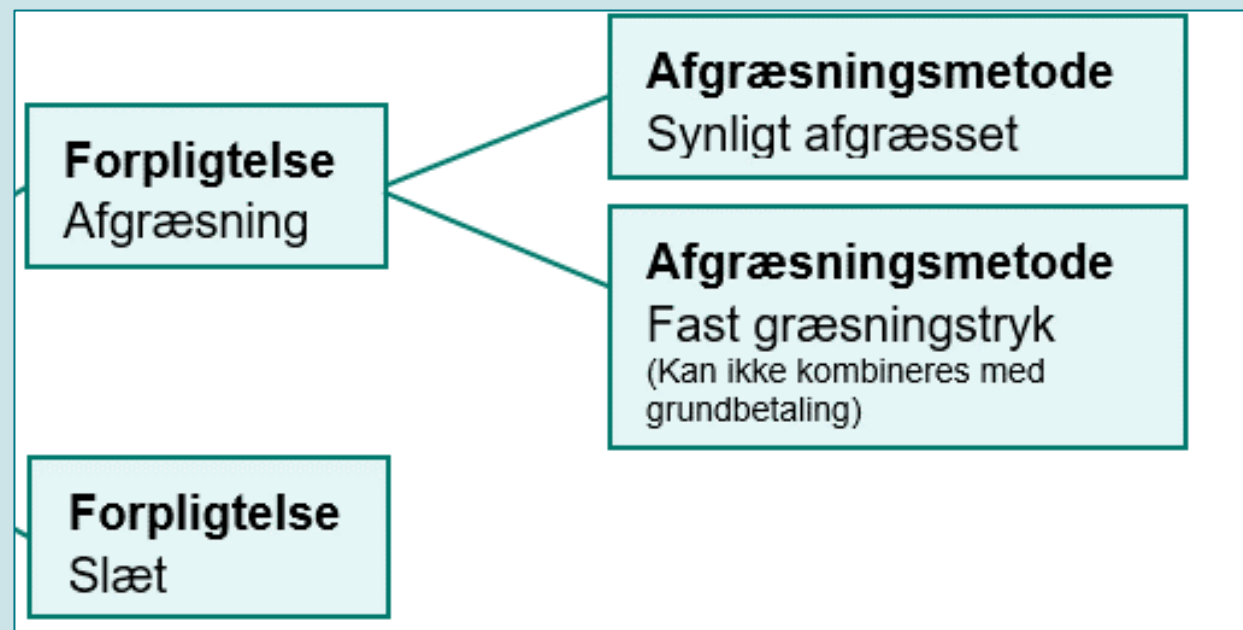 Forpligtelse
Afgræsning
Afgræsningsmetode
Synligt afgræsset
Afgræsningsmetode
Fast græsningstryk
(Kan ikke kombineres med
grundbetaling)
Forpligtelse
Slæt